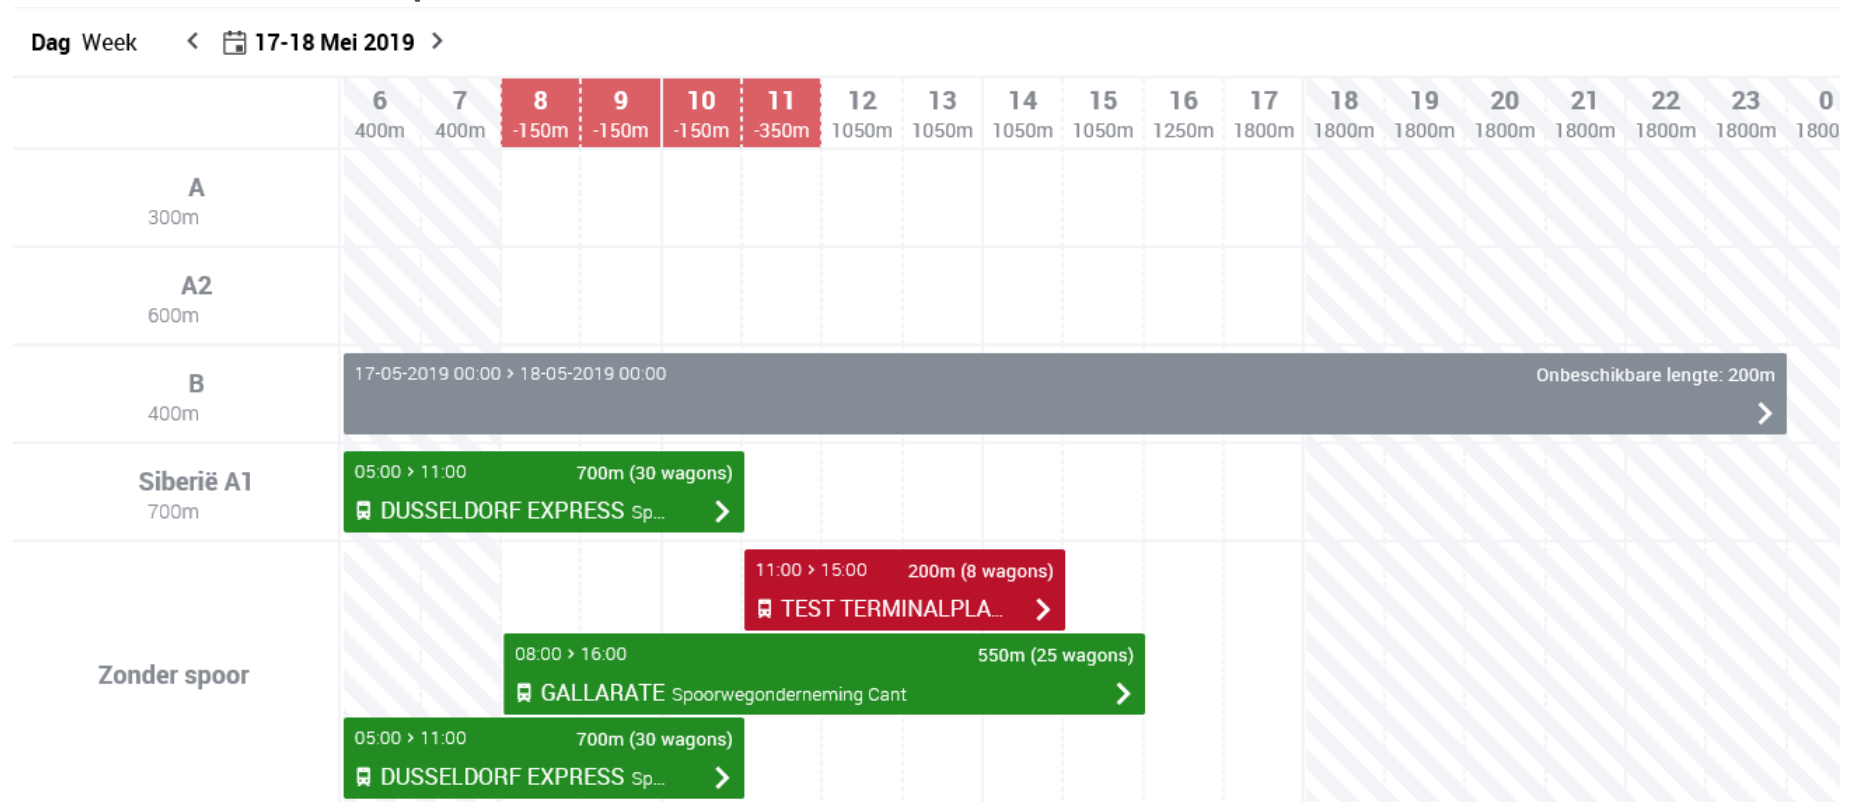 Dag Week 17-18 Mei 2019
6 7 8 9 10 11 12 13 14 15 16 17 18 19 20 21 22 23 0
400m 400m -150m -150m -150m -350m 1050m 1050m 1050m 1050m 1250m 1800m 1800m 1800m 1800m 1800m 1800m 1800m 1800
A
300m
A2
600m
B
400m
17-05-2019 00:00 > 18-05-2019 00:00 Onbeschikbare lengte: 200m
Siberië A1
700m
05:00 > 11:00 700m (30 wagons)
DUSSELDORF EXPRESS Sp...
Zonder spoor
11:00 > 15:00 200m (8 wagons)
TEST TERMINALPLA...
08:00 > 16:00 550m (25 wagons)
GALLARATE Spoorwegonderneming Cant
05:00 > 11:00 700m (30 wagons)
DUSSELDORF EXPRESS Sp...